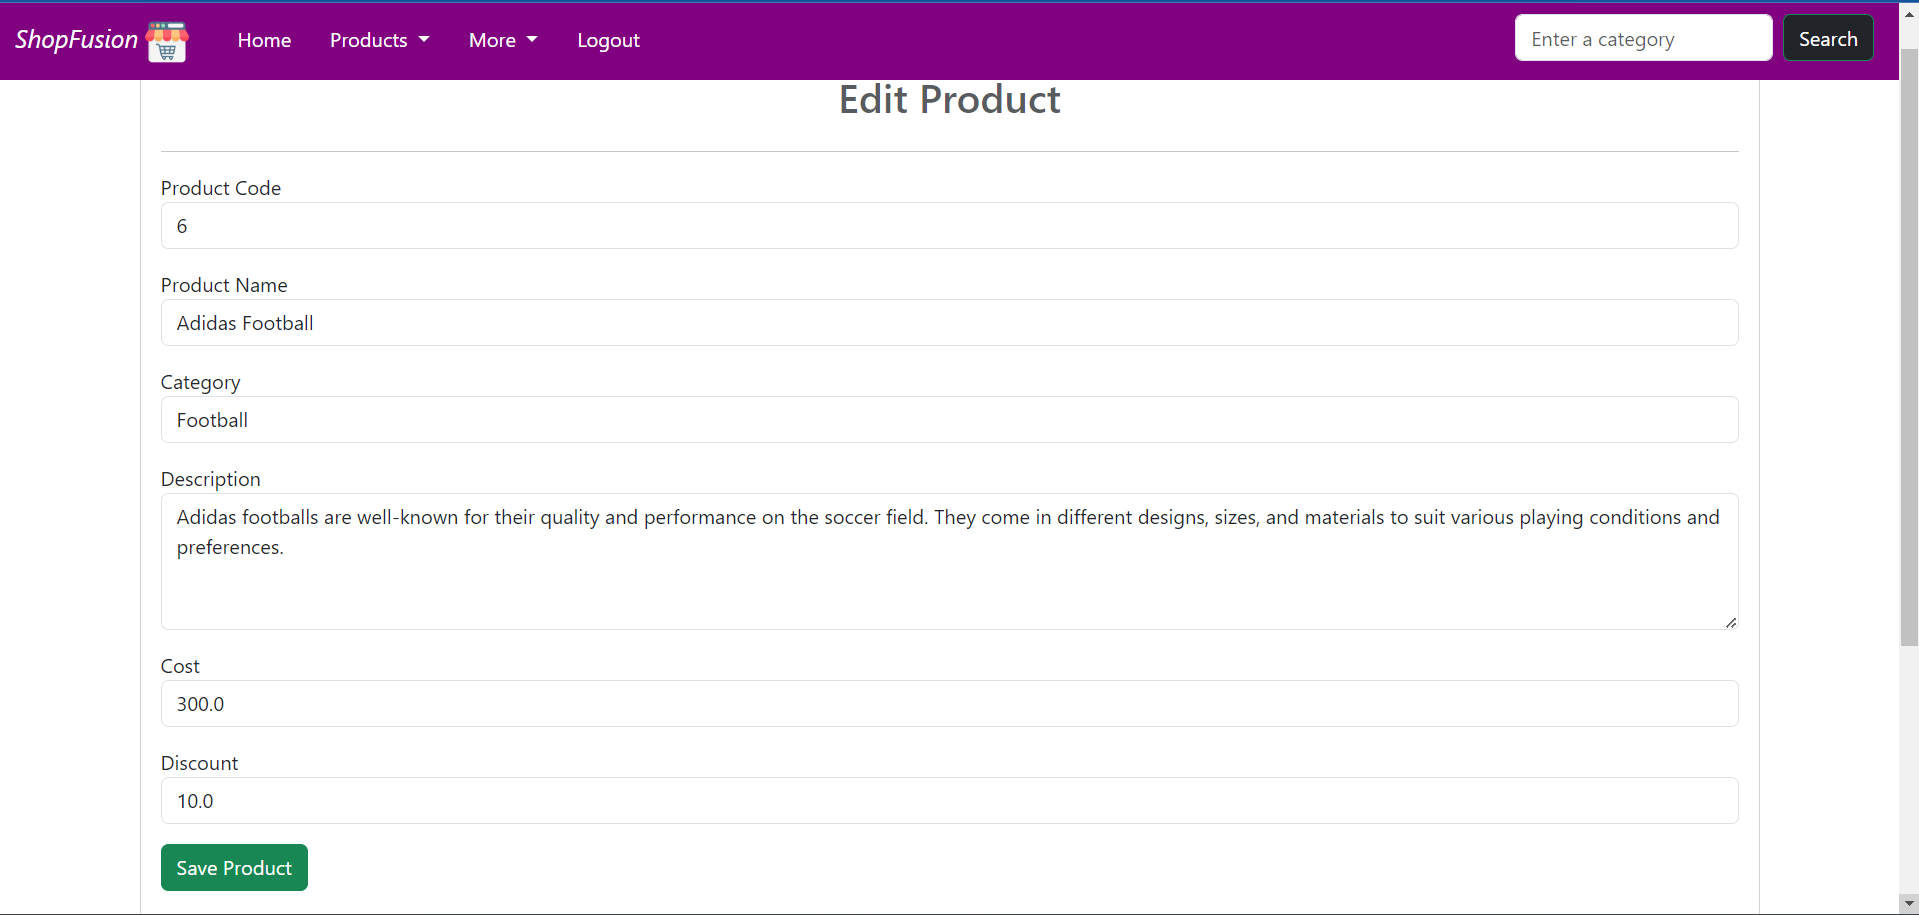 ShopFusion Home Products More Logout Enter a category Search
Edit Product
Product Code
6
Product Name
Adidas Football
Category
Football
Description
Adidas footballs are well-known for their quality and performance on the soccer field. They come in different designs, sizes, and materials to suit various playing conditions and
preferences.
Cost
300.0
Discount
10.0
Save Product